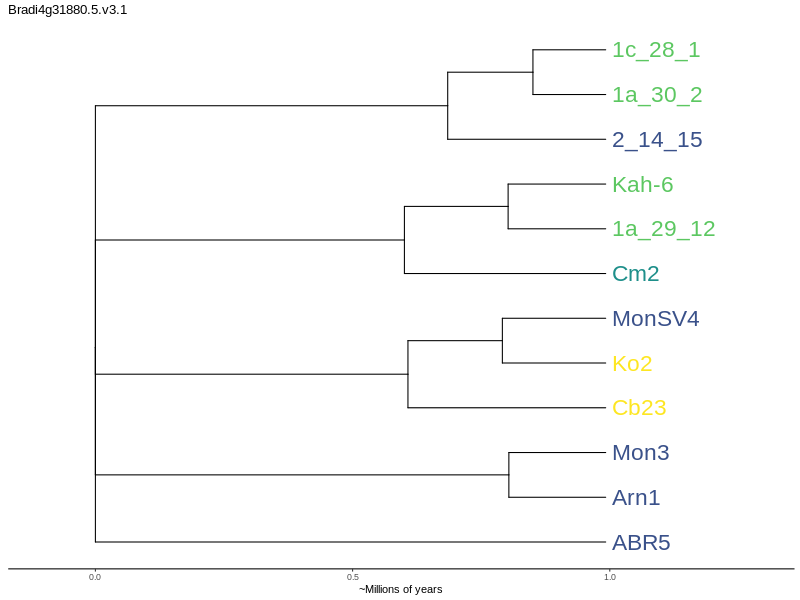 Bradi4g31880.5.v3.1
1c_28_1
1a_30_2
2_14_15
Kah-6
1a_29_12
Cm2
MonSV4
Ko2
Cb23
Mon3
Arn1
ABR5
0.0 0.5 1.0
~Millions of years